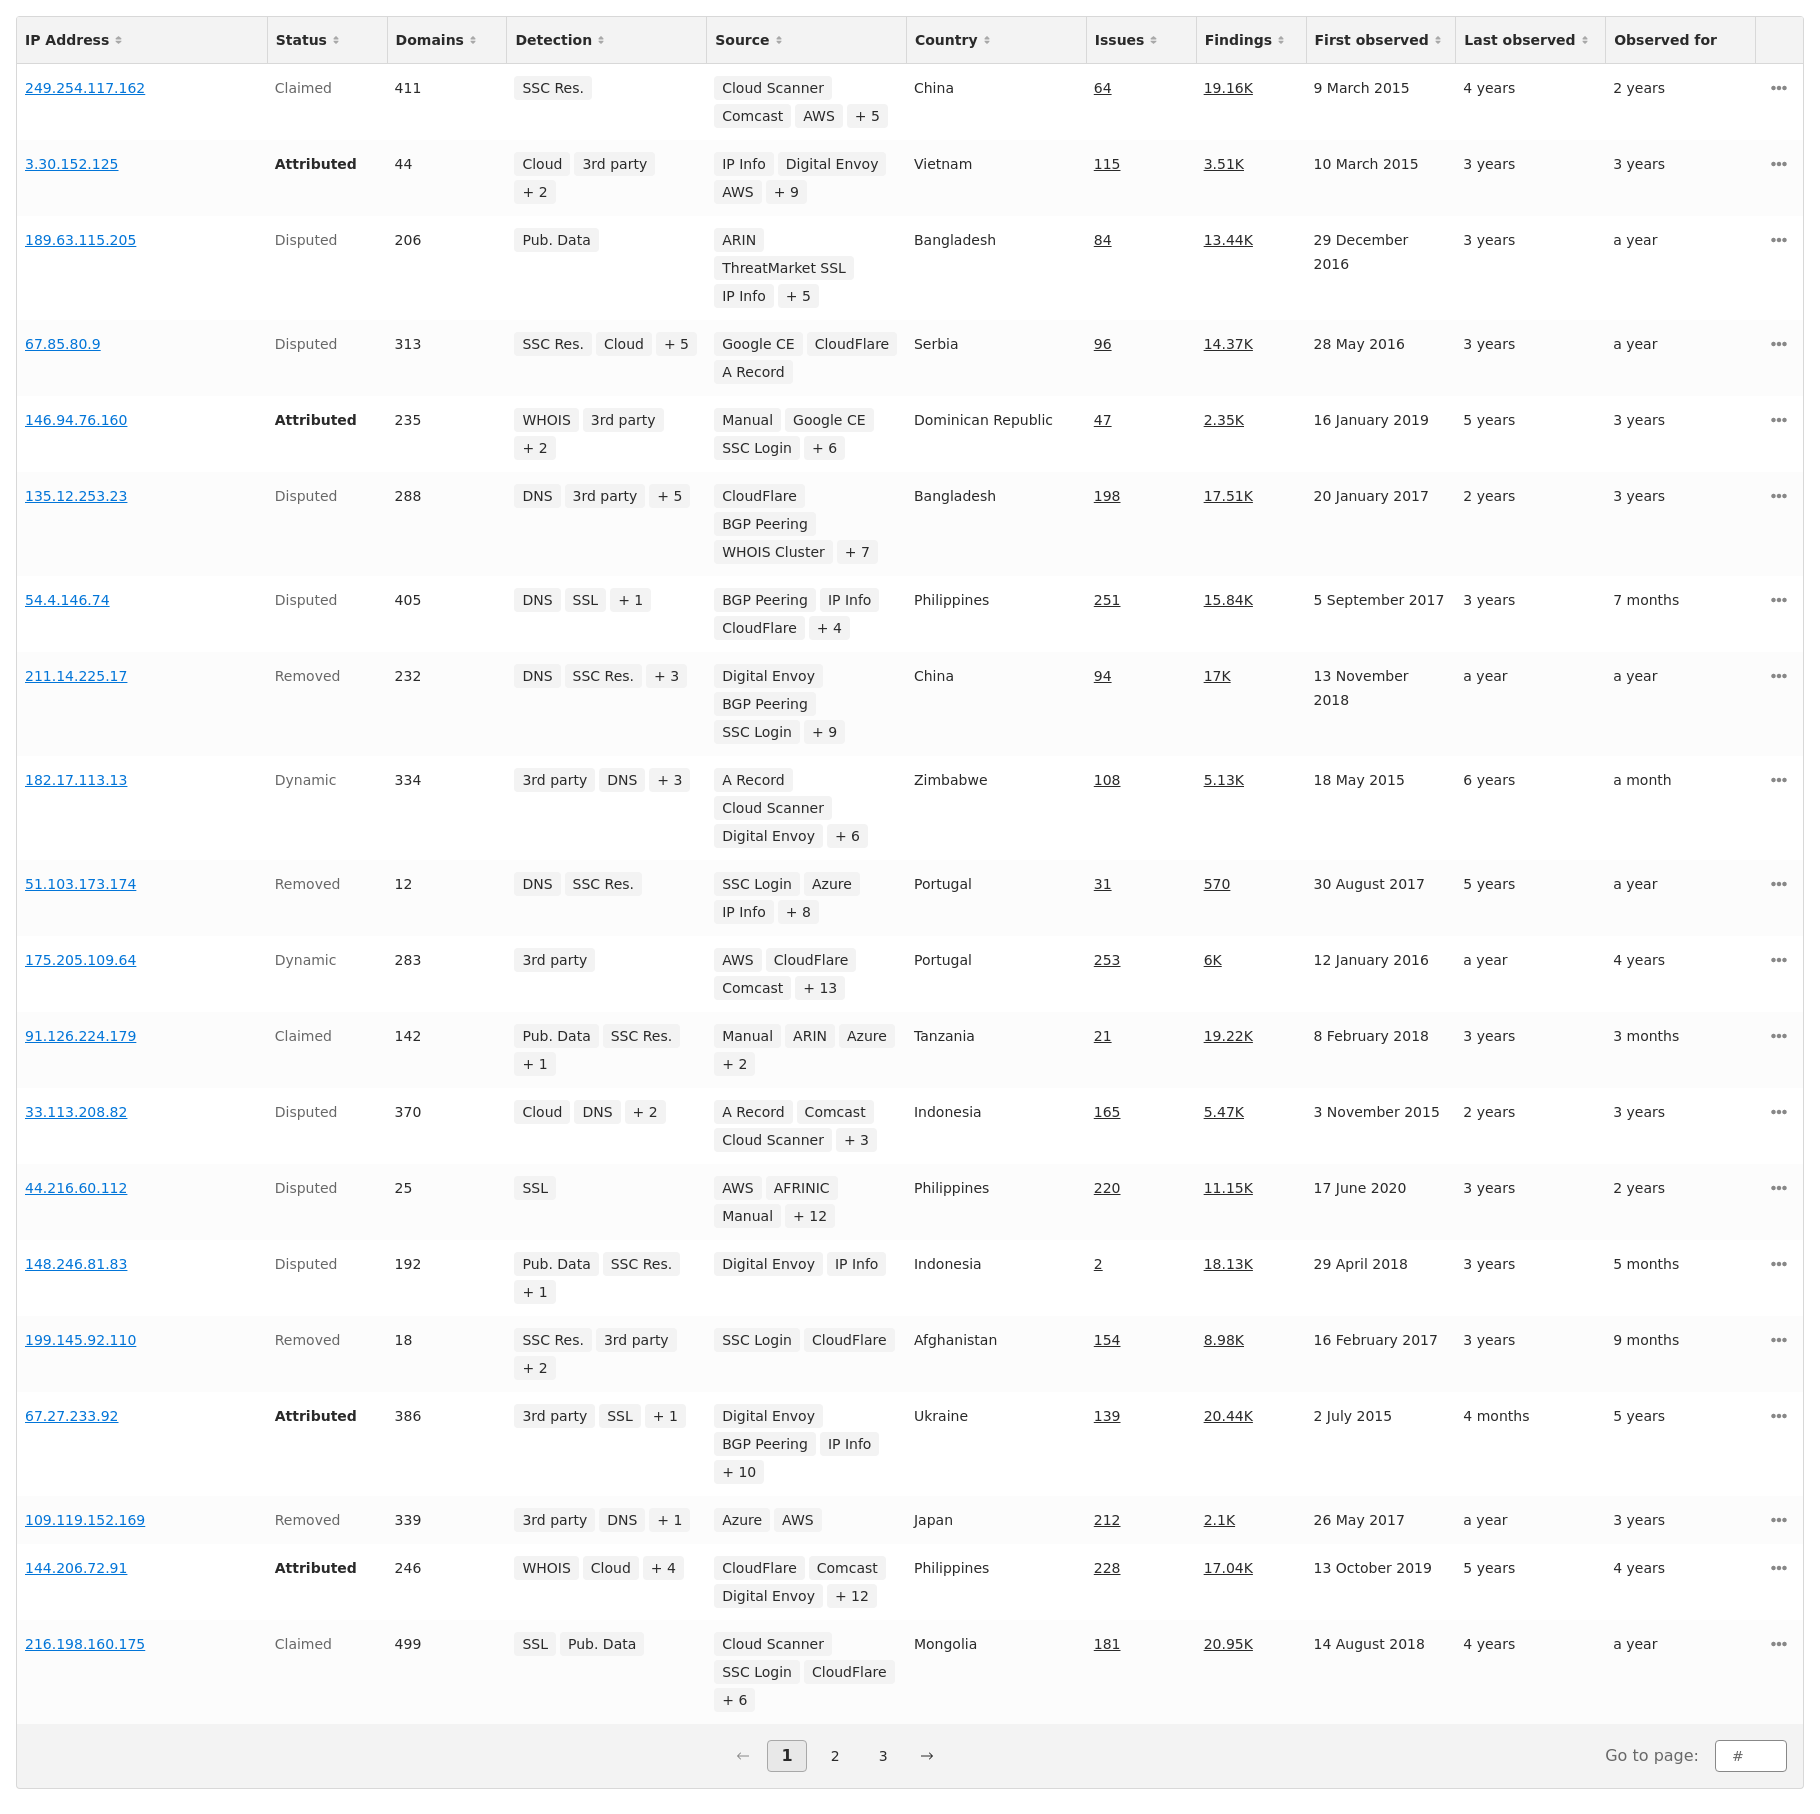 IP Address Status Domains Detection Source Country Issues Findings First observed Last observed Observed for
249.254.117.162 Claimed 411 SSC Res. Cloud Scanner China 64 19.16K 9 March 2015 4 years 2 years •••
Comcast AWS + 5
3.30.152.125 Attributed 44 Cloud 3rd party IP Info Digital Envoy Vietnam 115 3.51K 10 March 2015 3 years 3 years •••
+ 2 AWS + 9
189.63.115.205 Disputed 206 Pub. Data ARIN Bangladesh 84 13.44K 29 December 3 years a year •••
ThreatMarket SSL 2016
IP Info + 5
67.85.80.9 Disputed 313 SSC Res. Cloud + 5 Google CE CloudFlare Serbia 96 14.37K 28 May 2016 3 years a year •••
A Record
146.94.76.160 Attributed 235 WHOIS 3rd party Manual Google CE Dominican Republic 47 2.35K 16 January 2019 5 years 3 years •••
+ 2 SSC Login + 6
135.12.253.23 Disputed 288 DNS 3rd party + 5 CloudFlare Bangladesh 198 17.51K 20 January 2017 2 years 3 years •••
BGP Peering
WHOIS Cluster + 7
54.4.146.74 Disputed 405 DNS SSL + 1 BGP Peering IP Info Philippines 251 15.84K 5 September 2017 3 years 7 months •••
CloudFlare + 4
211.14.225.17 Removed 232 DNS SSC Res. + 3 Digital Envoy China 94 17K 13 November a year a year •••
BGP Peering 2018
SSC Login + 9
182.17.113.13 Dynamic 334 3rd party DNS + 3 A Record Zimbabwe 108 5.13K 18 May 2015 6 years a month •••
Cloud Scanner
Digital Envoy + 6
51.103.173.174 Removed 12 DNS SSC Res. SSC Login Azure Portugal 31 570 30 August 2017 5 years a year •••
IP Info + 8
175.205.109.64 Dynamic 283 3rd party AWS CloudFlare Portugal 253 6K 12 January 2016 a year 4 years •••
Comcast + 13
91.126.224.179 Claimed 142 Pub. Data SSC Res. Manual ARIN Azure Tanzania 21 19.22K 8 February 2018 3 years 3 months •••
+ 1 + 2
33.113.208.82 Disputed 370 Cloud DNS + 2 A Record Comcast Indonesia 165 5.47K 3 November 2015 2 years 3 years •••
Cloud Scanner + 3
44.216.60.112 Disputed 25 SSL AWS AFRINIC Philippines 220 11.15K 17 June 2020 3 years 2 years •••
Manual + 12
148.246.81.83 Disputed 192 Pub. Data SSC Res. Digital Envoy IP Info Indonesia 2 18.13K 29 April 2018 3 years 5 months •••
+ 1
199.145.92.110 Removed 18 SSC Res. 3rd party SSC Login CloudFlare Afghanistan 154 8.98K 16 February 2017 3 years 9 months •••
+ 2
67.27.233.92 Attributed 386 3rd party SSL + 1 Digital Envoy Ukraine 139 20.44K 2 July 2015 4 months 5 years •••
BGP Peering IP Info
+ 10
109.119.152.169 Removed 339 3rd party DNS + 1 Azure AWS Japan 212 2.1K 26 May 2017 a year 3 years •••
144.206.72.91 Attributed 246 WHOIS Cloud + 4 CloudFlare Comcast Philippines 228 17.04K 13 October 2019 5 years 4 years •••
Digital Envoy + 12
216.198.160.175 Claimed 499 SSL Pub. Data Cloud Scanner Mongolia 181 20.95K 14 August 2018 4 years a year •••
SSC Login CloudFlare
+ 6
← 1 2 3 → Go to page: #